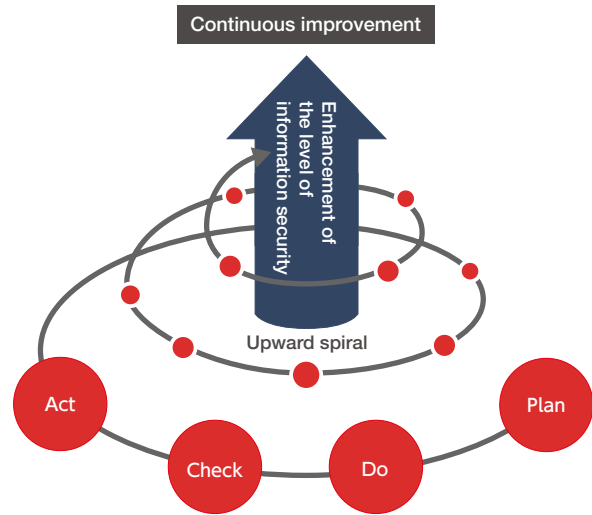 Continuous improvement
Enhancement of
the level of
information security
Upward spiral
Act
Check
Do
Plan